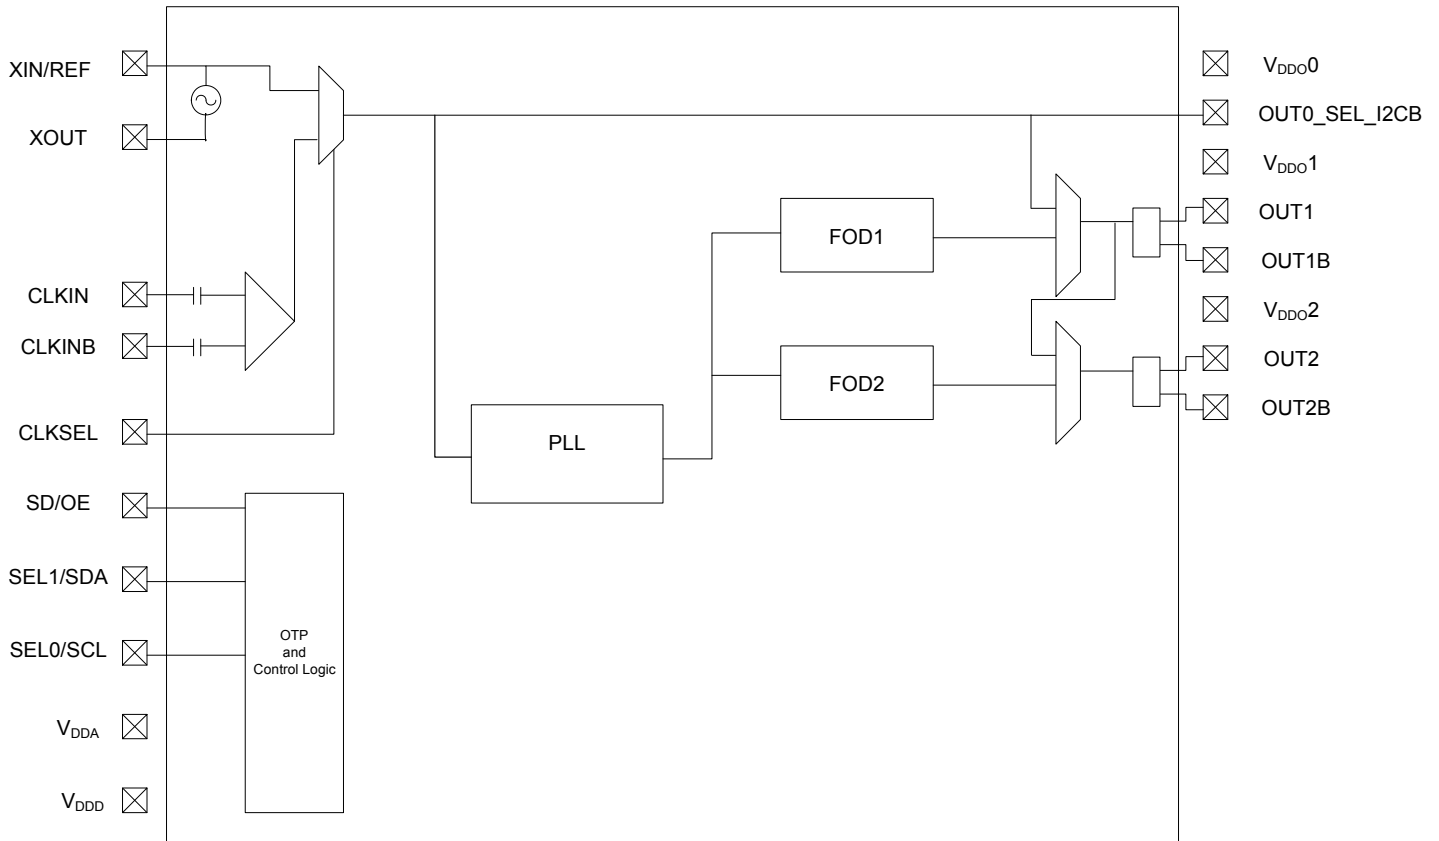 XIN/REF
XOUT
CLKIN
CLKINB
CLKSEL
SD/OE
SEL1/SDA
SEL0/SCL
VDDA
VDDD
OTP
and
Control Logic
PLL
FOD1
FOD2
VDDO0
OUT0_SEL_I2CB
VDDO1
OUT1
OUT1B
VDDO2
OUT2
OUT2B